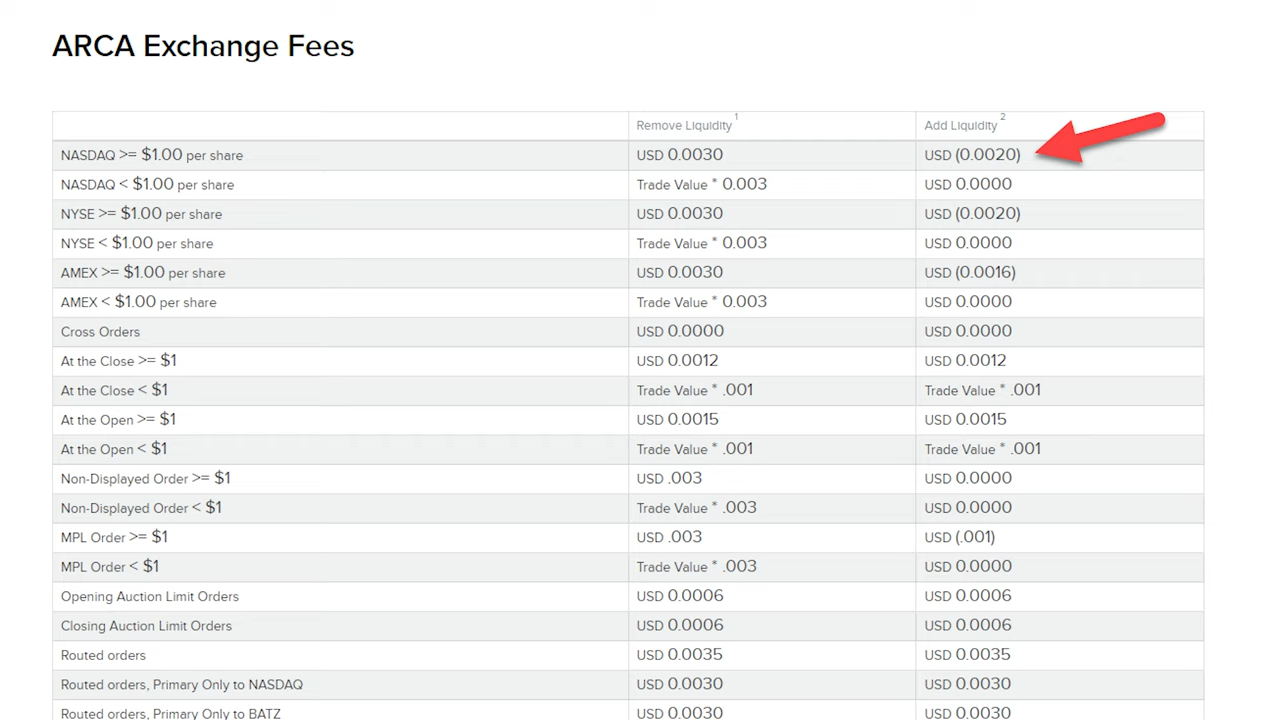 ARCA Exchange Fees
Remove Liquidity 1 Add Liquidity 2
NASDAQ >= $1.00 per share USD 0.0030 USD (0.0020)
NASDAQ < $1.00 per share Trade Value * 0.003 USD 0.0000
NYSE >= $1.00 per share USD 0.0030 USD (0.0020)
NYSE < $1.00 per share Trade Value * 0.003 USD 0.0000
AMEX >= $1.00 per share USD 0.0030 USD (0.0016)
AMEX < $1.00 per share Trade Value * 0.003 USD 0.0000
Cross Orders USD 0.0000 USD 0.0000
At the Close >= $1 USD 0.0012 USD 0.0012
At the Close < $1 Trade Value * .001 Trade Value * .001
At the Open >= $1 USD 0.0015 USD 0.0015
At the Open < $1 Trade Value * .001 Trade Value * .001
Non-Displayed Order >= $1 USD .003 USD 0.0000
Non-Displayed Order < $1 Trade Value * .003 USD 0.0000
MPL Order >= $1 USD .003 USD (.001)
MPL Order < $1 Trade Value * .003 USD 0.0000
Opening Auction Limit Orders USD 0.0006 USD 0.0006
Closing Auction Limit Orders USD 0.0006 USD 0.0006
Routed orders USD 0.0035 USD 0.0035
Routed orders, Primary Only to NASDAQ USD 0.0030 USD 0.0030
Routed orders, Primary Only to BATZ USD 0.0030 USD 0.0030